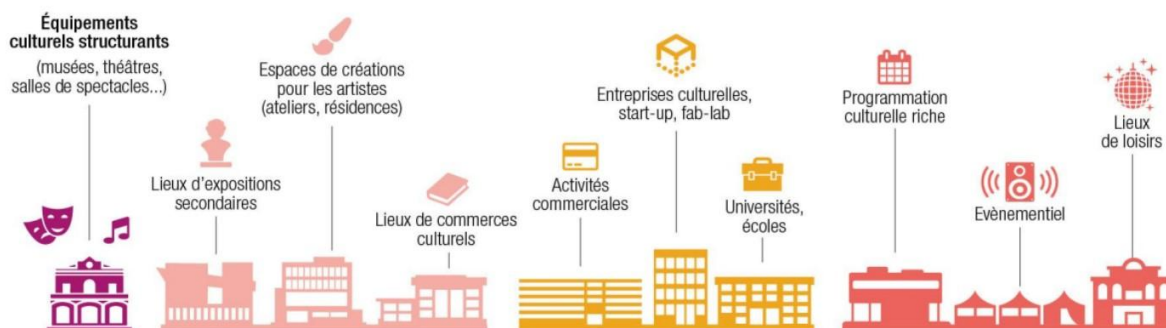 Équipements
culturels structurants
(musées, théâtres,
salles de spectacles...)
Lieux d'expositions
secondaires
Espaces de créations
pour les artistes
(ateliers, résidences)
Lieux de commerces
culturels
Activités
commerciales
Entreprises culturelles,
start-up, fab-lab
Universités,
écoles
Programmation
culturelle riche
Evènementiel
Lieux
de loisirs